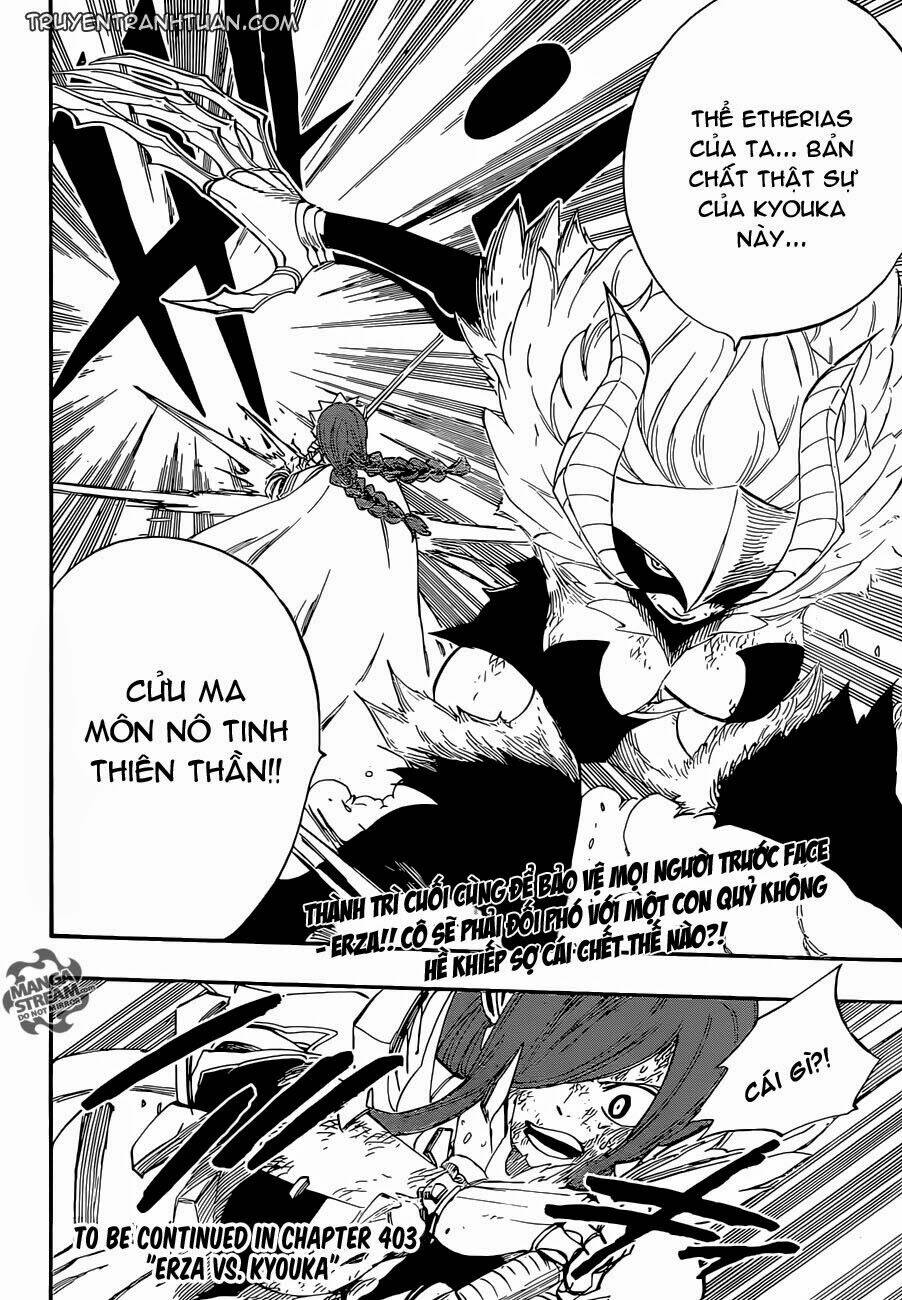 TRUYENTRANHTUAN.COM
THỂ ETHERIAS
CỦA TA... BẢN
CHẤT THẬT SỰ
CỦA KYOUKA
NÀY...
CỬU MA
MÔN NÔ TINH
THIÊN THẦN!!
THÀNH TRÌ CUỐI CÙNG ĐỂ BẢO VỆ MỌI NGƯỜI TRƯỚC FACE
- ERZA!! CÔ SẼ PHẢI ĐỐI PHÓ VỚI MỘT CON QUỶ KHÔNG
HỀ KHIẾP SỢ CÁI CHẾT THẾ NÀO?!
MANGA
STREAM.COM
DO NOT MIRROR
CÁI GÌ?!
TO BE CONTINUED IN CHAPTER 403
"ERZA VS. KYOUKA"